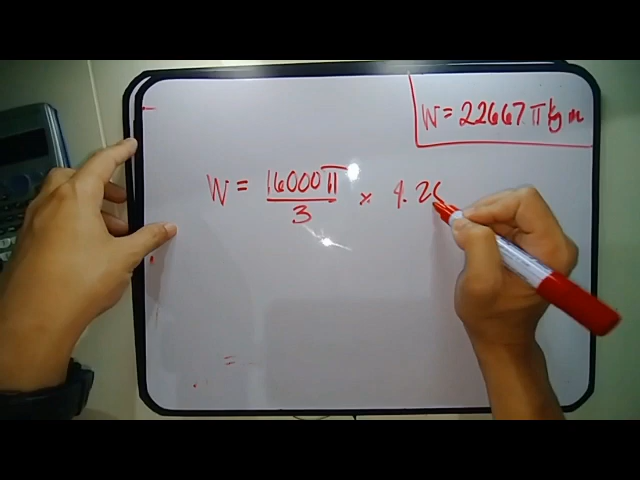 W = 22667 π kg m
W = 16000π / 3 × 4.2
=